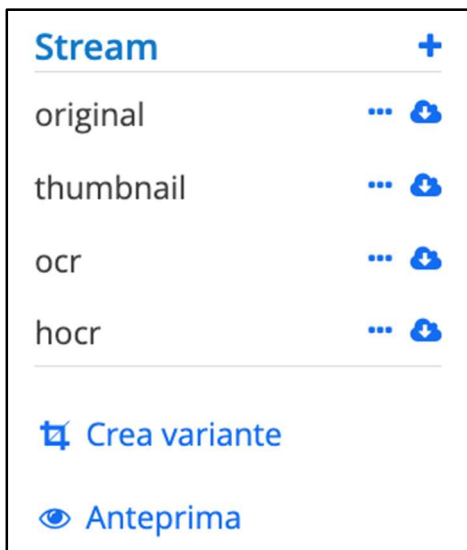 Stream
original
thumbnail
ocr
hocr
Crea variante
Anteprima